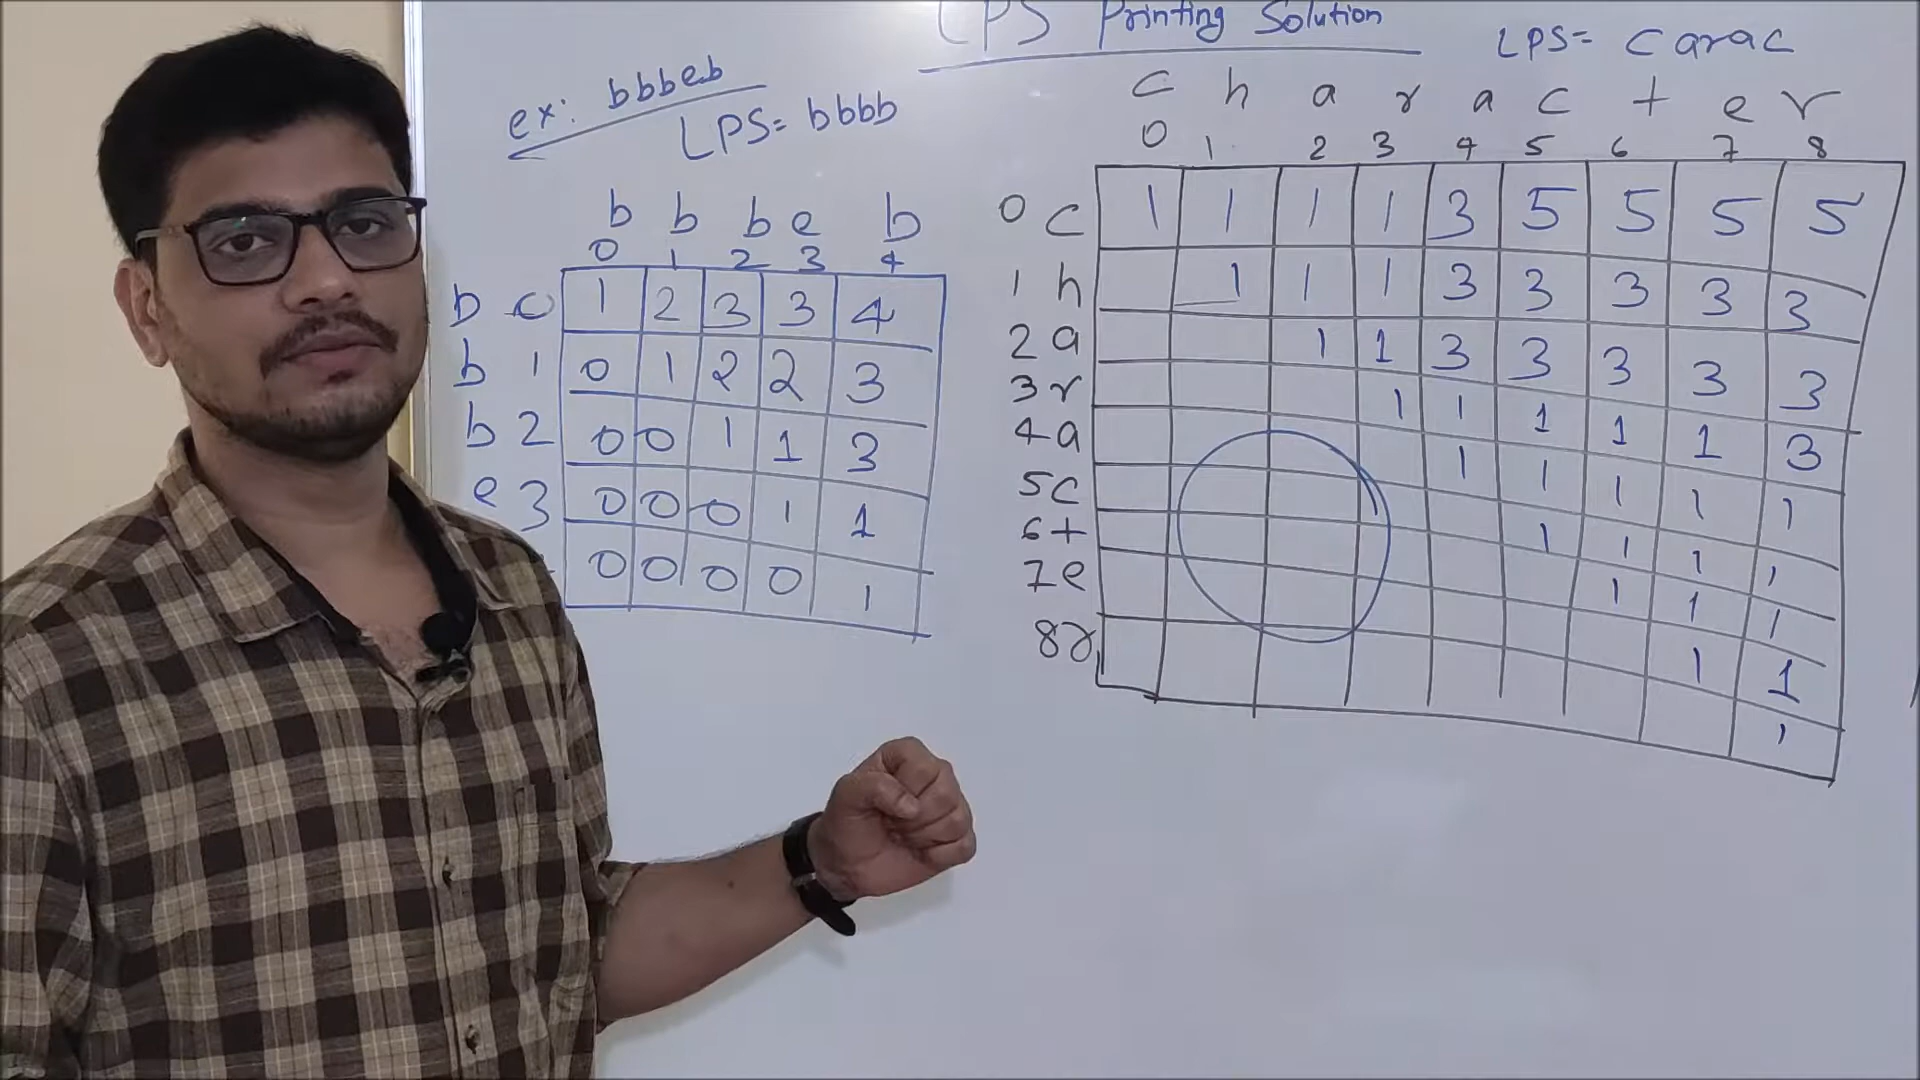 LPS Printing Solution
LPS= carac
ex: bbbeb
LPS= bbbb
b b b e b
0 1 2 3 4
b 0 1 2 3 3 4
b 1 0 1 2 2 3
b 2 0 0 1 1 3
e 3 0 0 0 1 1
0 0 0 0 1
c h a r a c t e r
0 1 2 3 4 5 6 7 8
0 c 1 1 1 1 3 5 5 5 5
1 h 1 1 1 3 3 3 3 3
2 a 1 1 3 3 3 3 3
3 r 1 1 1 1 1 3
4 a 1 1 1 1 1
5 c 1 1 1 1
6 t 1 1 1
7 e 1 1
8 r 1